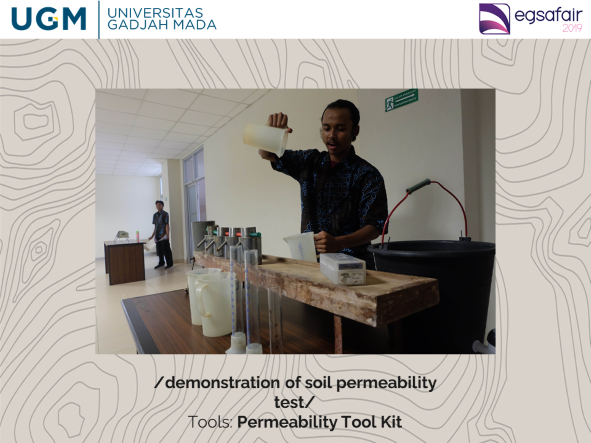 UGM
UNIVERSITAS
GADJAH MADA
egsafair
2019
/demonstration of soil permeability
test/
Tools: Permeability Tool Kit